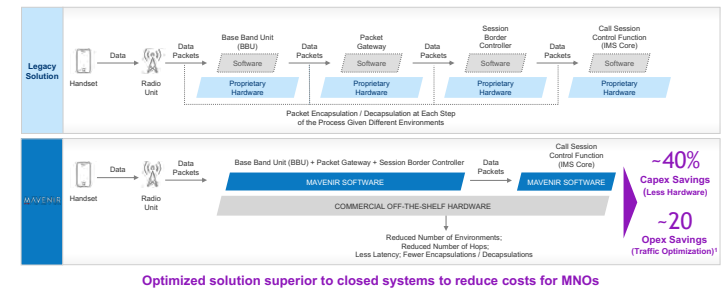 Legacy
Solution
Handset
Data
Radio
Unit
Data
Packets
Base Band Unit
(BBU)
Software
Proprietary
Hardware
Data
Packets
Packet
Gateway
Software
Proprietary
Hardware
Data
Packets
Session
Border
Controller
Software
Proprietary
Hardware
Data
Packets
Call Session
Control Function
(IMS Core)
Software
Proprietary
Hardware
Packet Encapsulation / Decapsulation at Each Step
of the Process Given Different Environments
MAVENIR
Handset
Data
Radio
Unit
Data
Packets
Base Band Unit (BBU) + Packet Gateway + Session Border Controller
MAVENIR SOFTWARE
Data
Packets
Call Session
Control Function
(IMS Core)
MAVENIR SOFTWARE
COMMERCIAL OFF-THE-SHELF HARDWARE
Reduced Number of Environments;
Reduced Number of Hops;
Less Latency; Fewer Encapsulations / Decapsulations
~40%
Capex Savings
(Less Hardware)
~20
Opex Savings
(Traffic Optimization)¹
Optimized solution superior to closed systems to reduce costs for MNOs